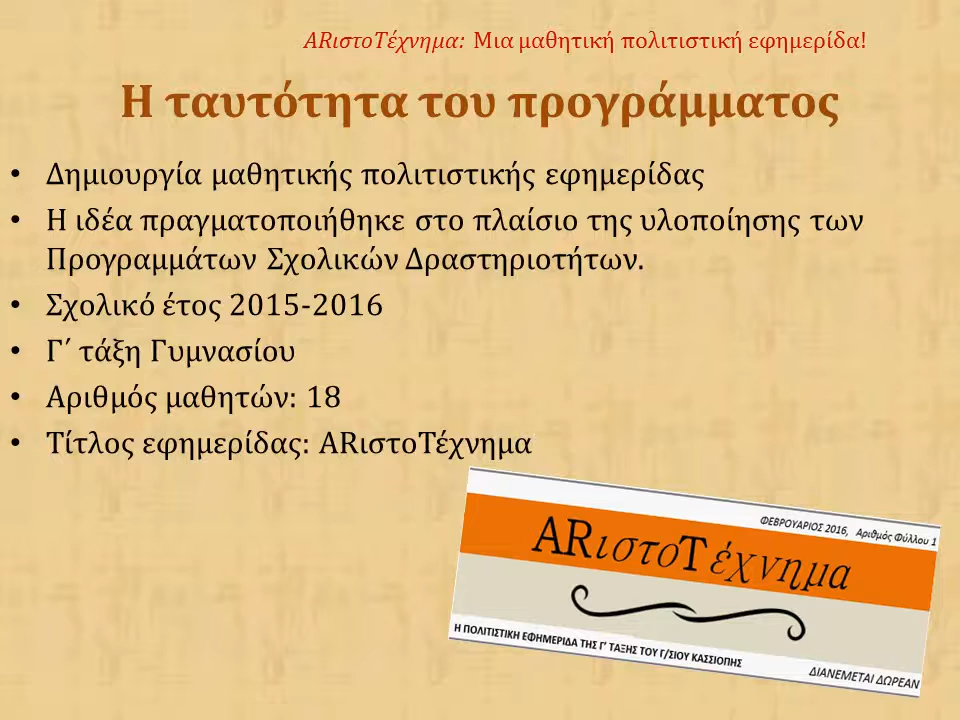 ARιστοΤέχνημα: Μια μαθητική πολιτιστική εφημερίδα!
Η ταυτότητα του προγράμματος
• Δημιουργία μαθητικής πολιτιστικής εφημερίδας
• Η ιδέα πραγματοποιήθηκε στο πλαίσιο της υλοποίησης των
Προγραμμάτων Σχολικών Δραστηριοτήτων.
• Σχολικό έτος 2015-2016
• Γ΄ τάξη Γυμνασίου
• Αριθμός μαθητών: 18
• Τίτλος εφημερίδας: ARιστοΤέχνημα
ΦΕΒΡΟΥΑΡΙΟΣ 2016, Αριθμός Φύλλου 1
ARιστοΤέχνημα
Η ΠΟΛΙΤΙΣΤΙΚΗ ΕΦΗΜΕΡΙΔΑ ΤΗΣ Γ' ΤΑΞΗΣ ΤΟΥ Γ/ΣΙΟΥ ΚΑΣΣΙΟΠΗΣ
ΔΙΑΝΕΜΕΤΑΙ ΔΩΡΕΑΝ